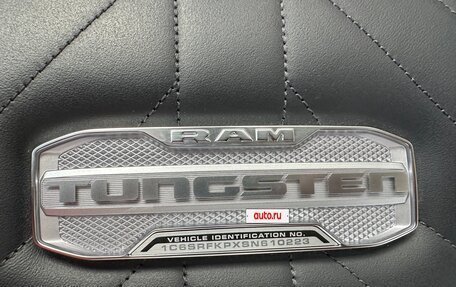 RAM
TUNGSTEN
auto.ru
VEHICLE IDENTIFICATION NO.
1C6SRFKPXSN610223